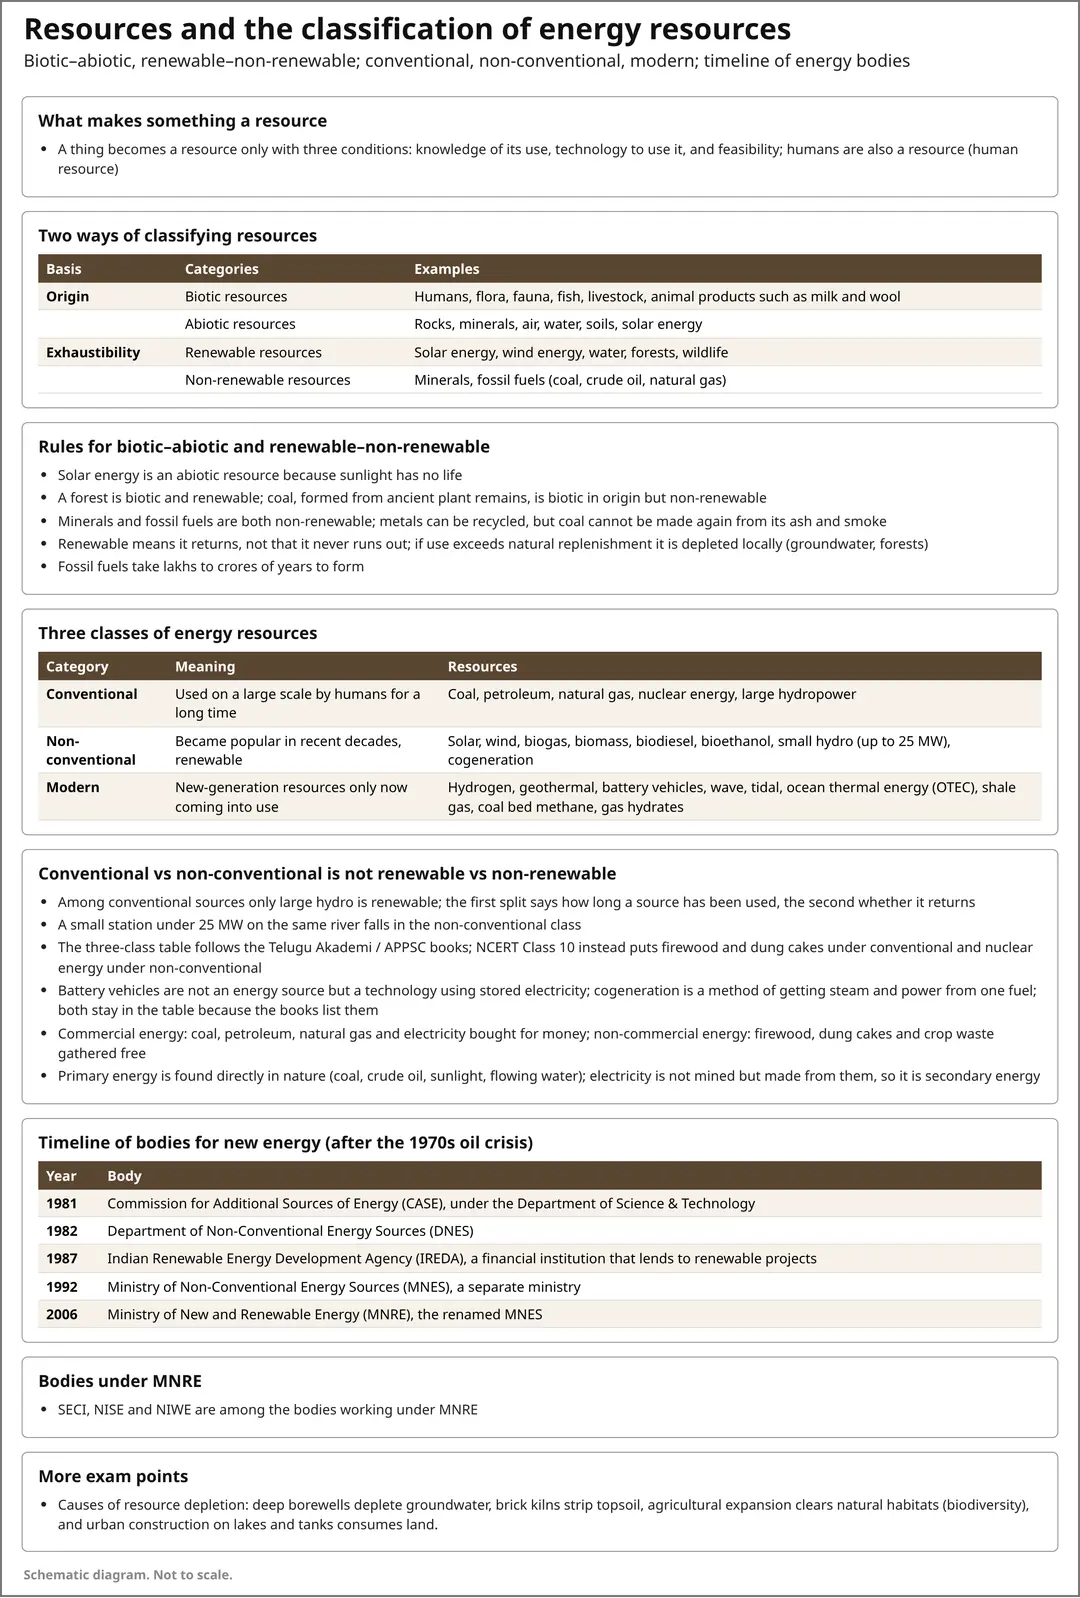 Resources and the classification of energy resources
Biotic–abiotic, renewable–non-renewable; conventional, non-conventional, modern; timeline of energy bodies
What makes something a resource
• A thing becomes a resource only with three conditions: knowledge of its use, technology to use it, and feasibility; humans are also a resource (human
resource)
Two ways of classifying resources
Basis Categories Examples
Origin Biotic resources Humans, flora, fauna, fish, livestock, animal products such as milk and wool
Abiotic resources Rocks, minerals, air, water, soils, solar energy
Exhaustibility Renewable resources Solar energy, wind energy, water, forests, wildlife
Non-renewable resources Minerals, fossil fuels (coal, crude oil, natural gas)
Rules for biotic–abiotic and renewable–non-renewable
• Solar energy is an abiotic resource because sunlight has no life
• A forest is biotic and renewable; coal, formed from ancient plant remains, is biotic in origin but non-renewable
• Minerals and fossil fuels are both non-renewable; metals can be recycled, but coal cannot be made again from its ash and smoke
• Renewable means it returns, not that it never runs out; if use exceeds natural replenishment it is depleted locally (groundwater, forests)
• Fossil fuels take lakhs to crores of years to form
Three classes of energy resources
Category Meaning Resources
Conventional Used on a large scale by humans for a Coal, petroleum, natural gas, nuclear energy, large hydropower
long time
Non- Became popular in recent decades, Solar, wind, biogas, biomass, biodiesel, bioethanol, small hydro (up to 25 MW),
conventional renewable cogeneration
Modern New-generation resources only now Hydrogen, geothermal, battery vehicles, wave, tidal, ocean thermal energy (OTEC), shale
coming into use gas, coal bed methane, gas hydrates
Conventional vs non-conventional is not renewable vs non-renewable
• Among conventional sources only large hydro is renewable; the first split says how long a source has been used, the second whether it returns
• A small station under 25 MW on the same river falls in the non-conventional class
• The three-class table follows the Telugu Akademi / APPSC books; NCERT Class 10 instead puts firewood and dung cakes under conventional and nuclear
energy under non-conventional
• Battery vehicles are not an energy source but a technology using stored electricity; cogeneration is a method of getting steam and power from one fuel;
both stay in the table because the books list them
• Commercial energy: coal, petroleum, natural gas and electricity bought for money; non-commercial energy: firewood, dung cakes and crop waste
gathered free
• Primary energy is found directly in nature (coal, crude oil, sunlight, flowing water); electricity is not mined but made from them, so it is secondary energy
Timeline of bodies for new energy (after the 1970s oil crisis)
Year Body
1981 Commission for Additional Sources of Energy (CASE), under the Department of Science & Technology
1982 Department of Non-Conventional Energy Sources (DNES)
1987 Indian Renewable Energy Development Agency (IREDA), a financial institution that lends to renewable projects
1992 Ministry of Non-Conventional Energy Sources (MNES), a separate ministry
2006 Ministry of New and Renewable Energy (MNRE), the renamed MNES
Bodies under MNRE
• SECI, NISE and NIWE are among the bodies working under MNRE
More exam points
• Causes of resource depletion: deep borewells deplete groundwater, brick kilns strip topsoil, agricultural expansion clears natural habitats (biodiversity),
and urban construction on lakes and tanks consumes land.
Schematic diagram. Not to scale.